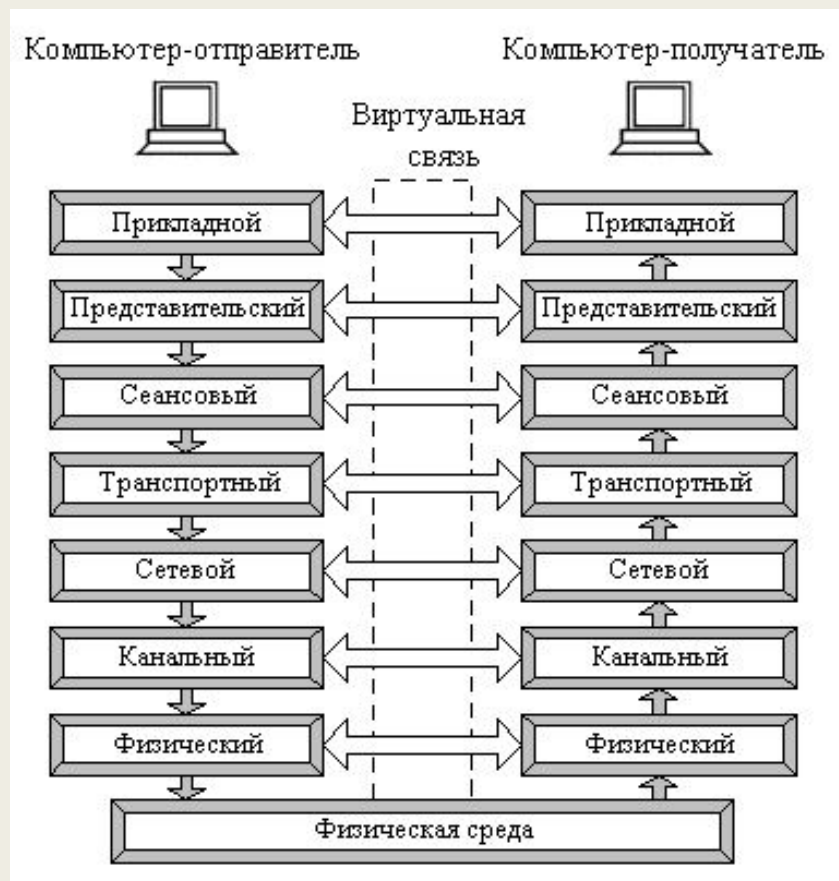 Компьютер-отправитель
Компьютер-получатель
Виртуальная
связь
Прикладной
Прикладной
Представительский
Представительский
Сеансовый
Сеансовый
Транспортный
Транспортный
Сетевой
Сетевой
Канальный
Канальный
Физический
Физический
Физическая среда